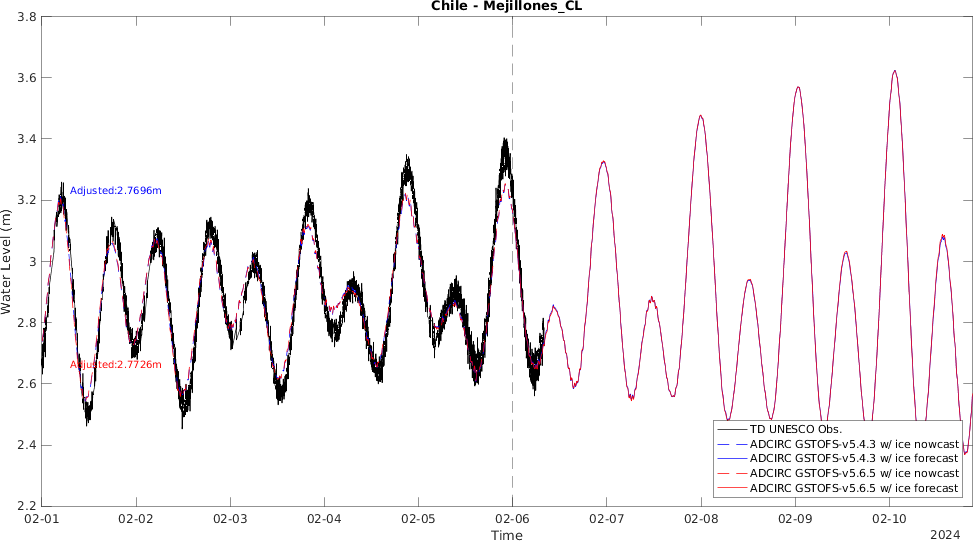 Chile - Mejillones_CL
3.8
3.6
3.4
3.2
3
2.8
2.6
2.4
2.2
Water Level (m)
Adjusted:2.7696m
Adjusted:2.7726m
TD UNESCO Obs.
ADCIRC GSTOFS-v5.4.3 w/ ice nowcast
ADCIRC GSTOFS-v5.4.3 w/ ice forecast
ADCIRC GSTOFS-v5.6.5 w/ ice nowcast
ADCIRC GSTOFS-v5.6.5 w/ ice forecast
02-01 02-02 02-03 02-04 02-05 02-06 02-07 02-08 02-09 02-10
Time
2024